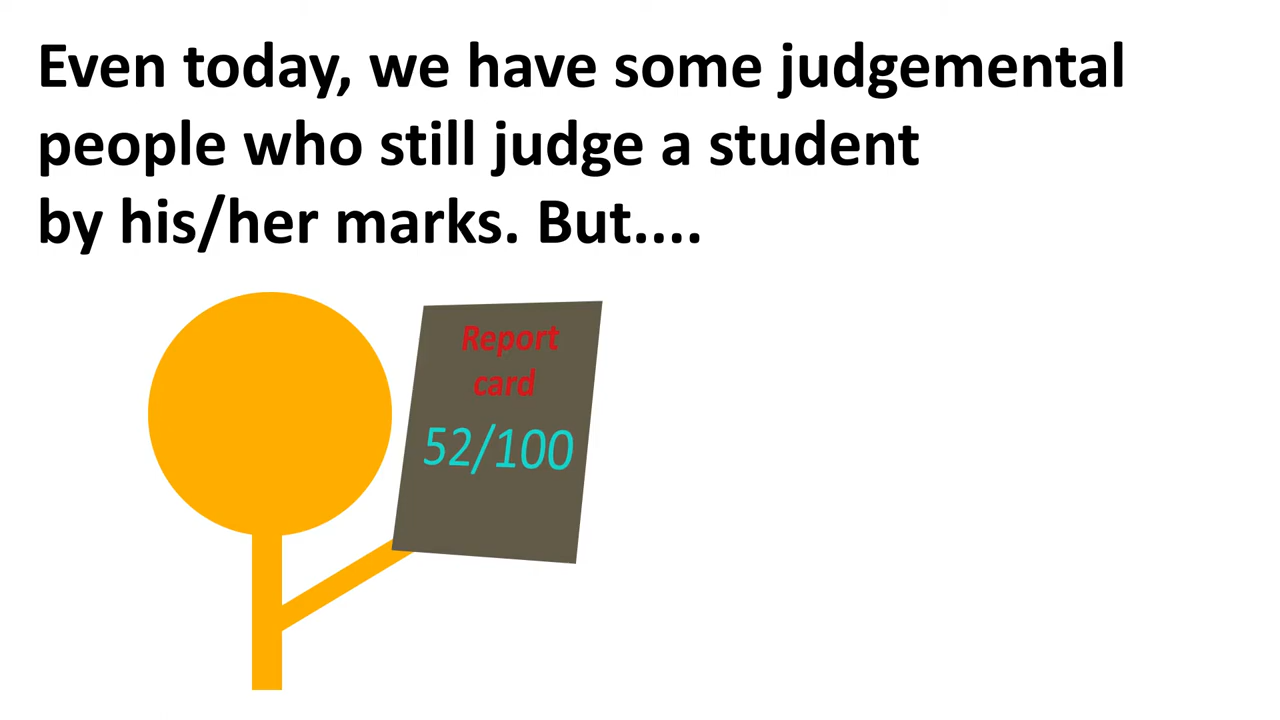 Even today, we have some judgemental
people who still judge a student
by his/her marks. But....
Report
card
52/100